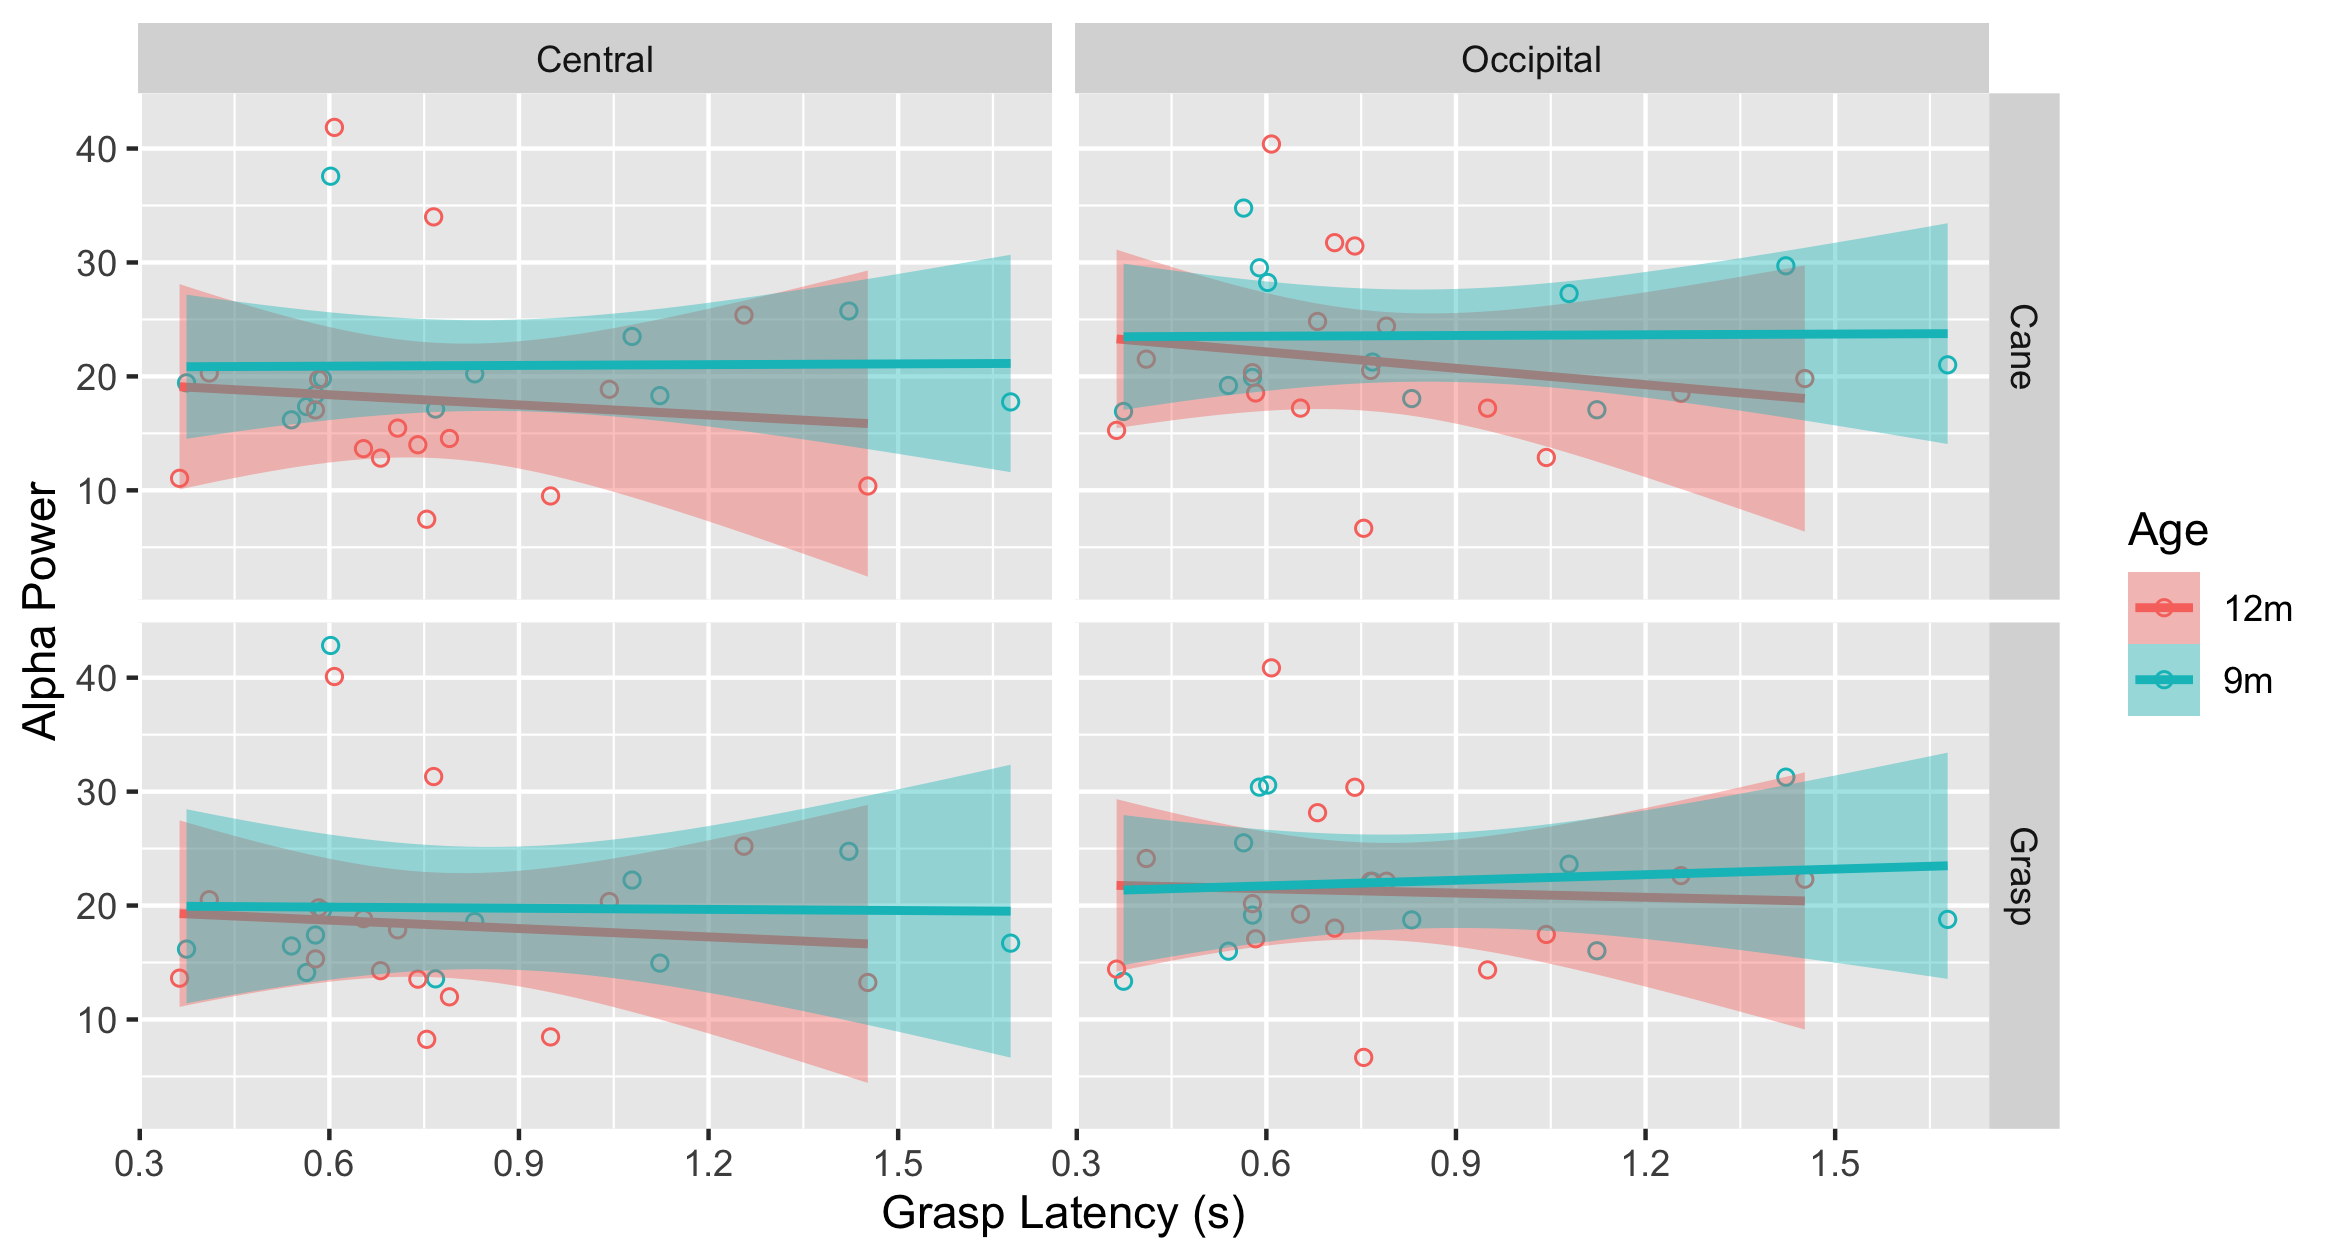 Central
Occipital
40
30
20
10
Cane
40
30
20
10
Grasp
Alpha Power
0.3 0.6 0.9 1.2 1.5
0.3 0.6 0.9 1.2 1.5
Grasp Latency (s)
Age
12m
9m